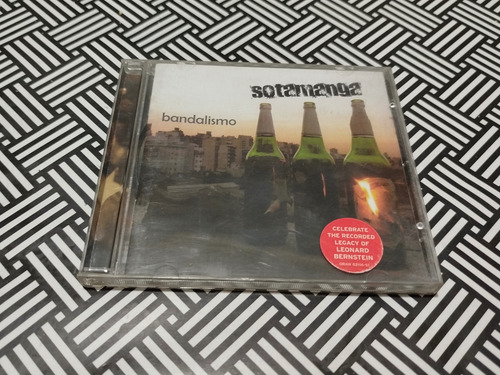 sotamanga
bandalismo
CELEBRATE
THE RECORDED
LEGACY OF
LEONARD
BERNSTEIN